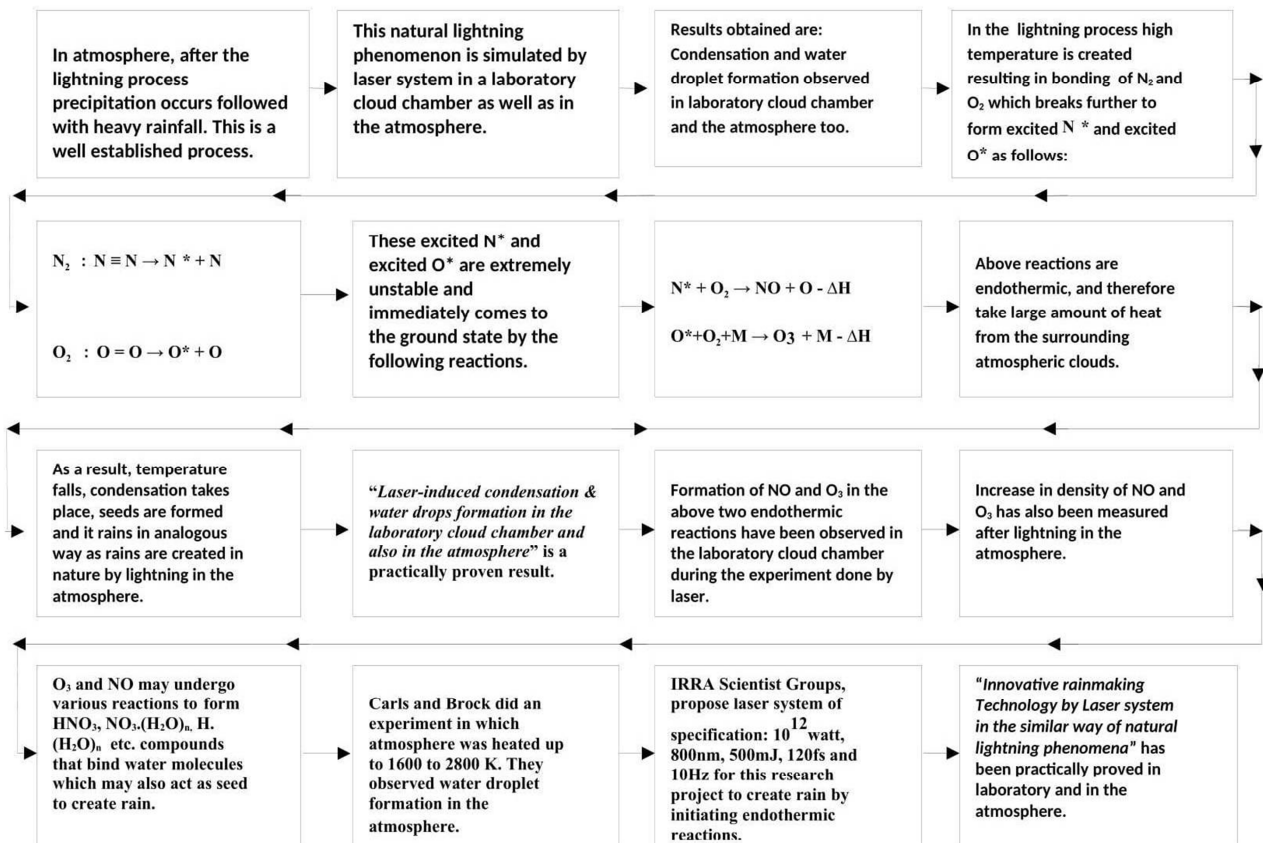 In atmosphere, after the
lightning process
precipitation occurs followed
with heavy rainfall. This is a
well established process.
This natural lightning
phenomenon is simulated by
laser system in a laboratory
cloud chamber as well as in
the atmosphere.
Results obtained are:
Condensation and water
droplet formation observed
in laboratory cloud chamber
and the atmosphere too.
In the lightning process high
temperature is created
resulting in bonding of N₂ and
O₂ which breaks further to
form excited N * and excited
O* as follows:
N₂ : N ≡ N → N * + N
O₂ : O = O → O* + O
These excited N* and
excited O* are extremely
unstable and
immediately comes to
the ground state by the
following reactions.
N* + O₂ → NO + O - ΔH
O*+O₂+M → O3 + M - ΔH
Above reactions are
endothermic, and therefore
take large amount of heat
from the surrounding
atmospheric clouds.
As a result, temperature
falls, condensation takes
place, seeds are formed
and it rains in analogous
way as rains are created in
nature by lightning in the
atmosphere.
“Laser-induced condensation &
water drops formation in the
laboratory cloud chamber and
also in the atmosphere” is a
practically proven result.
Formation of NO and O₃ in the
above two endothermic
reactions have been observed in
the laboratory cloud chamber
during the experiment done by
laser.
Increase in density of NO and
O₃ has also been measured
after lightning in the
atmosphere.
O₃ and NO may undergo
various reactions to form
HNO₃, NO₃.(H₂O)ₙ, H.
(H₂O)ₙ etc. compounds
that bind water molecules
which may also act as seed
to create rain.
Carls and Brock did an
experiment in which
atmosphere was heated up
to 1600 to 2800 K. They
observed water droplet
formation in the
atmosphere.
IRRA Scientist Groups,
propose laser system of
specification: 10¹² watt,
800nm, 500mJ, 120fs and
10Hz for this research
project to create rain by
initiating endothermic
reactions.
“Innovative rainmaking
Technology by Laser system
in the similar way of natural
lightning phenomena” has
been practically proved in
laboratory and in the
atmosphere.